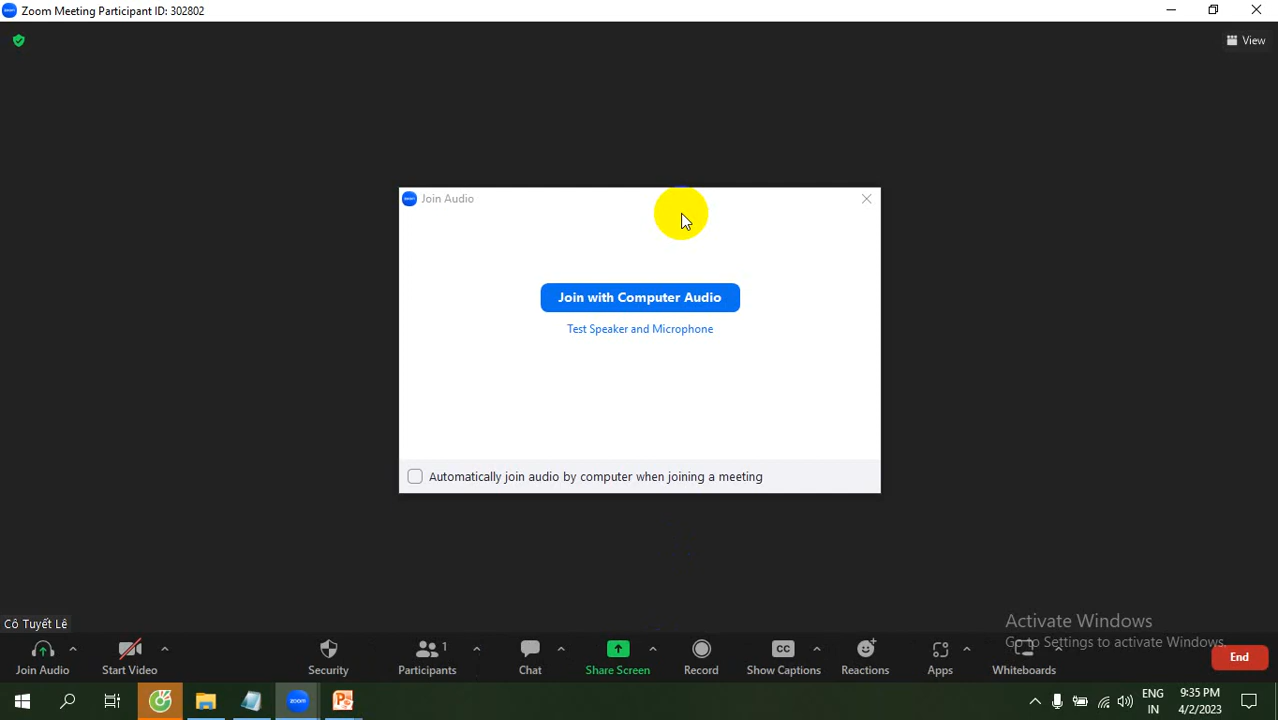 Zoom Meeting Participant ID: 302802
View
Join Audio
Join with Computer Audio
Test Speaker and Microphone
Automatically join audio by computer when joining a meeting
Cô Tuyết Lê
Activate Windows
Go to Settings to activate Windows.
1
CC
Join Audio Start Video Security Participants Chat Share Screen Record Show Captions Reactions Apps Whiteboards End
zoom
ENG 9:35 PM
IN 4/2/2023